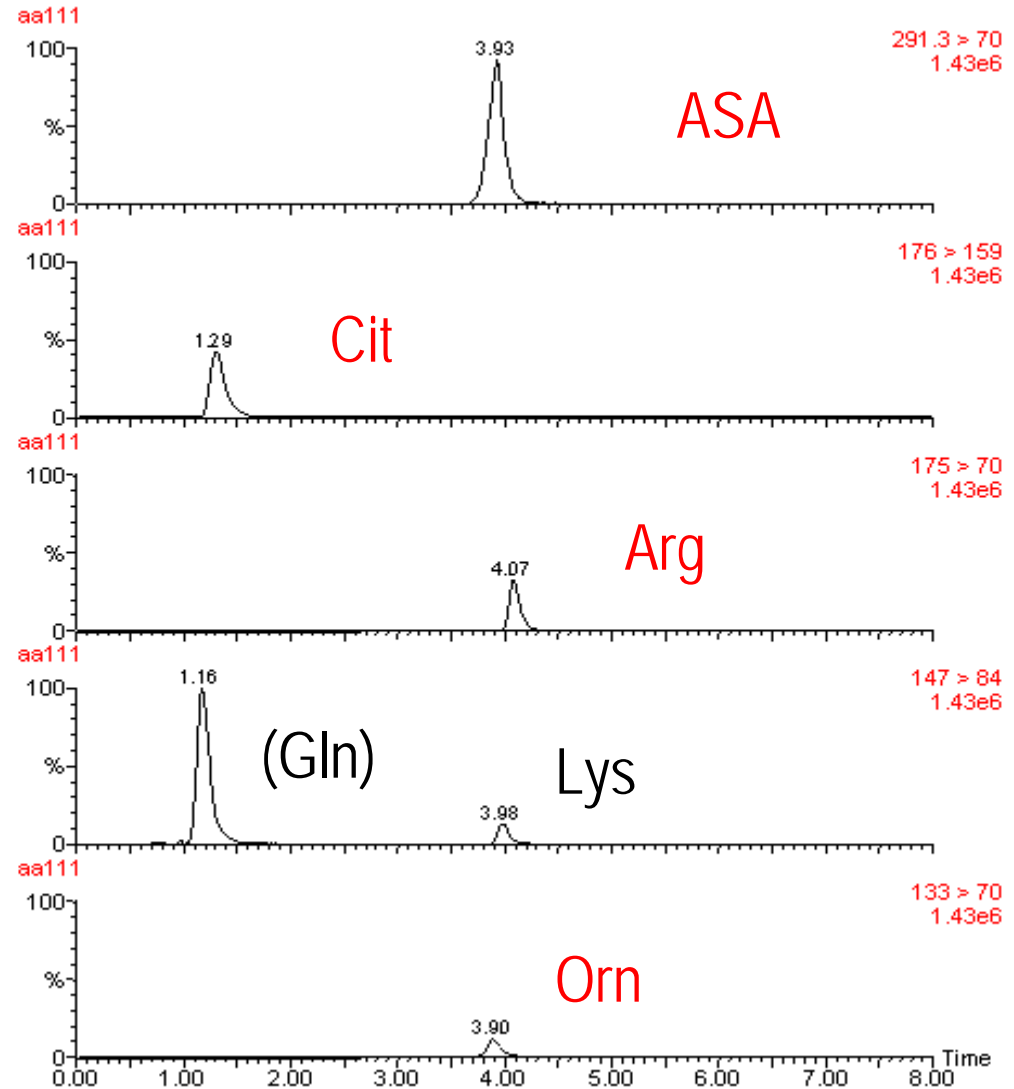 aa111
291.3 > 70
1.43e6
100
3.93
ASA
%
0
aa111
176 > 159
1.43e6
100
%
1.29
Cit
0
aa111
175 > 70
1.43e6
100
%
4.07
Arg
0
aa111
147 > 84
1.43e6
100
1.16
(Gln)
Lys
%
3.98
0
aa111
133 > 70
1.43e6
100
%
Orn
3.90
0
Time
0.00 1.00 2.00 3.00 4.00 5.00 6.00 7.00 8.00